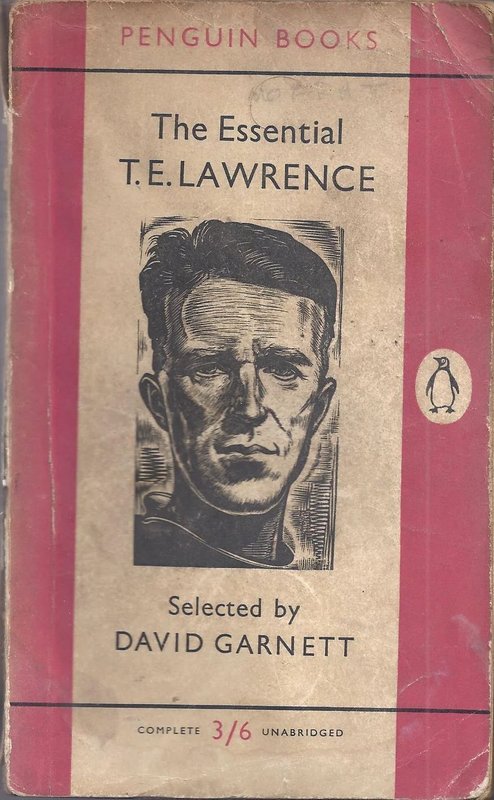 PENGUIN BOOKS
The Essential
T.E. LAWRENCE
Selected by
DAVID GARNETT
COMPLETE 3/6 UNABRIDGED